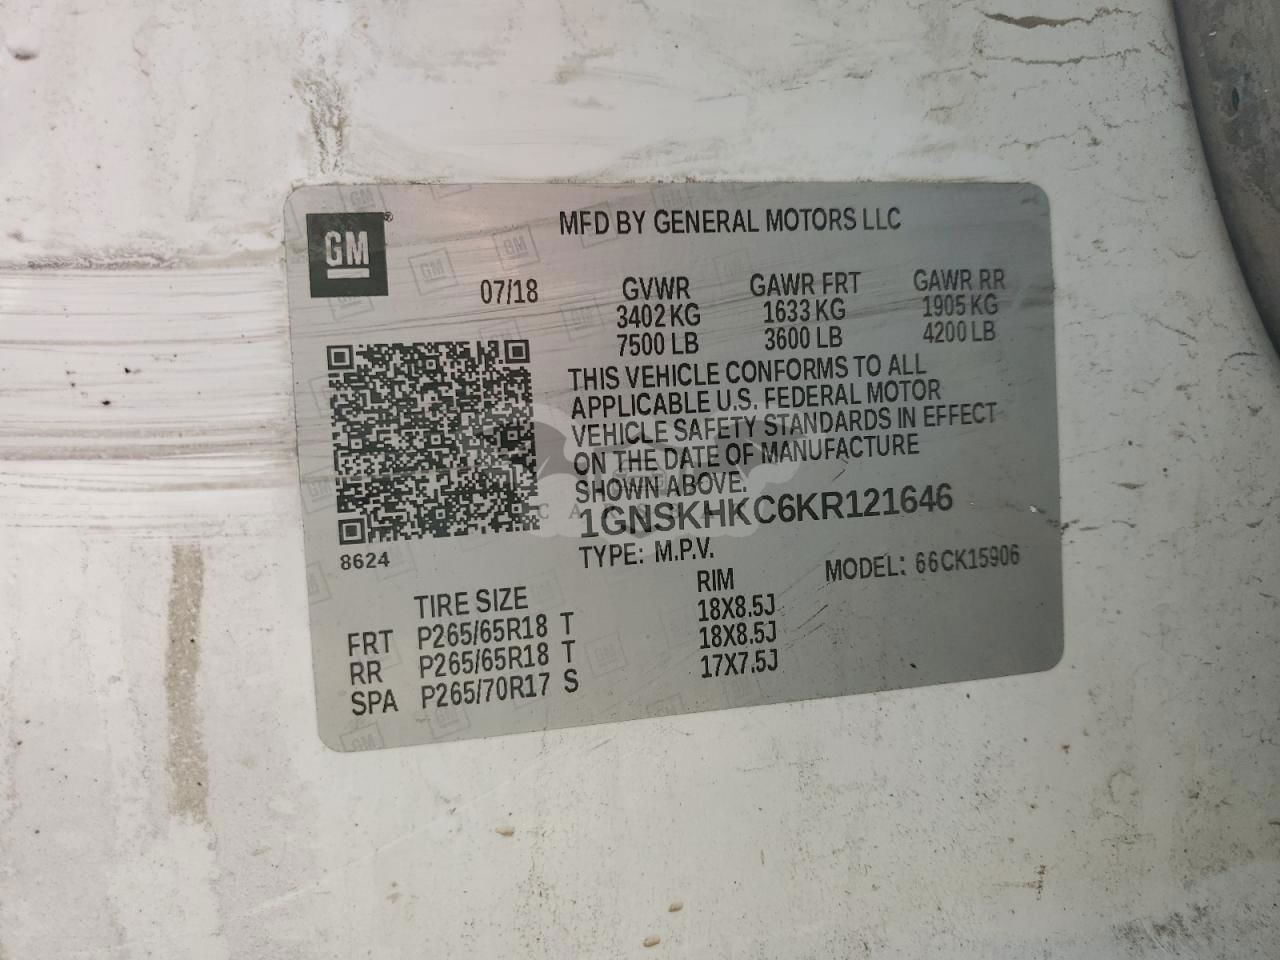 GM®
MFD BY GENERAL MOTORS LLC
07/18
GVWR GAWR FRT GAWR RR
3402 KG 1633 KG 1905 KG
7500 LB 3600 LB 4200 LB
THIS VEHICLE CONFORMS TO ALL
APPLICABLE U.S. FEDERAL MOTOR
VEHICLE SAFETY STANDARDS IN EFFECT
ON THE DATE OF MANUFACTURE
SHOWN ABOVE.
1GNSKHKC6KR121646
8624
TYPE: M.P.V. MODEL: 66CK15906
TIRE SIZE RIM
FRT P265/65R18 T 18X8.5J
RR P265/65R18 T 18X8.5J
SPA P265/70R17 S 17X7.5J